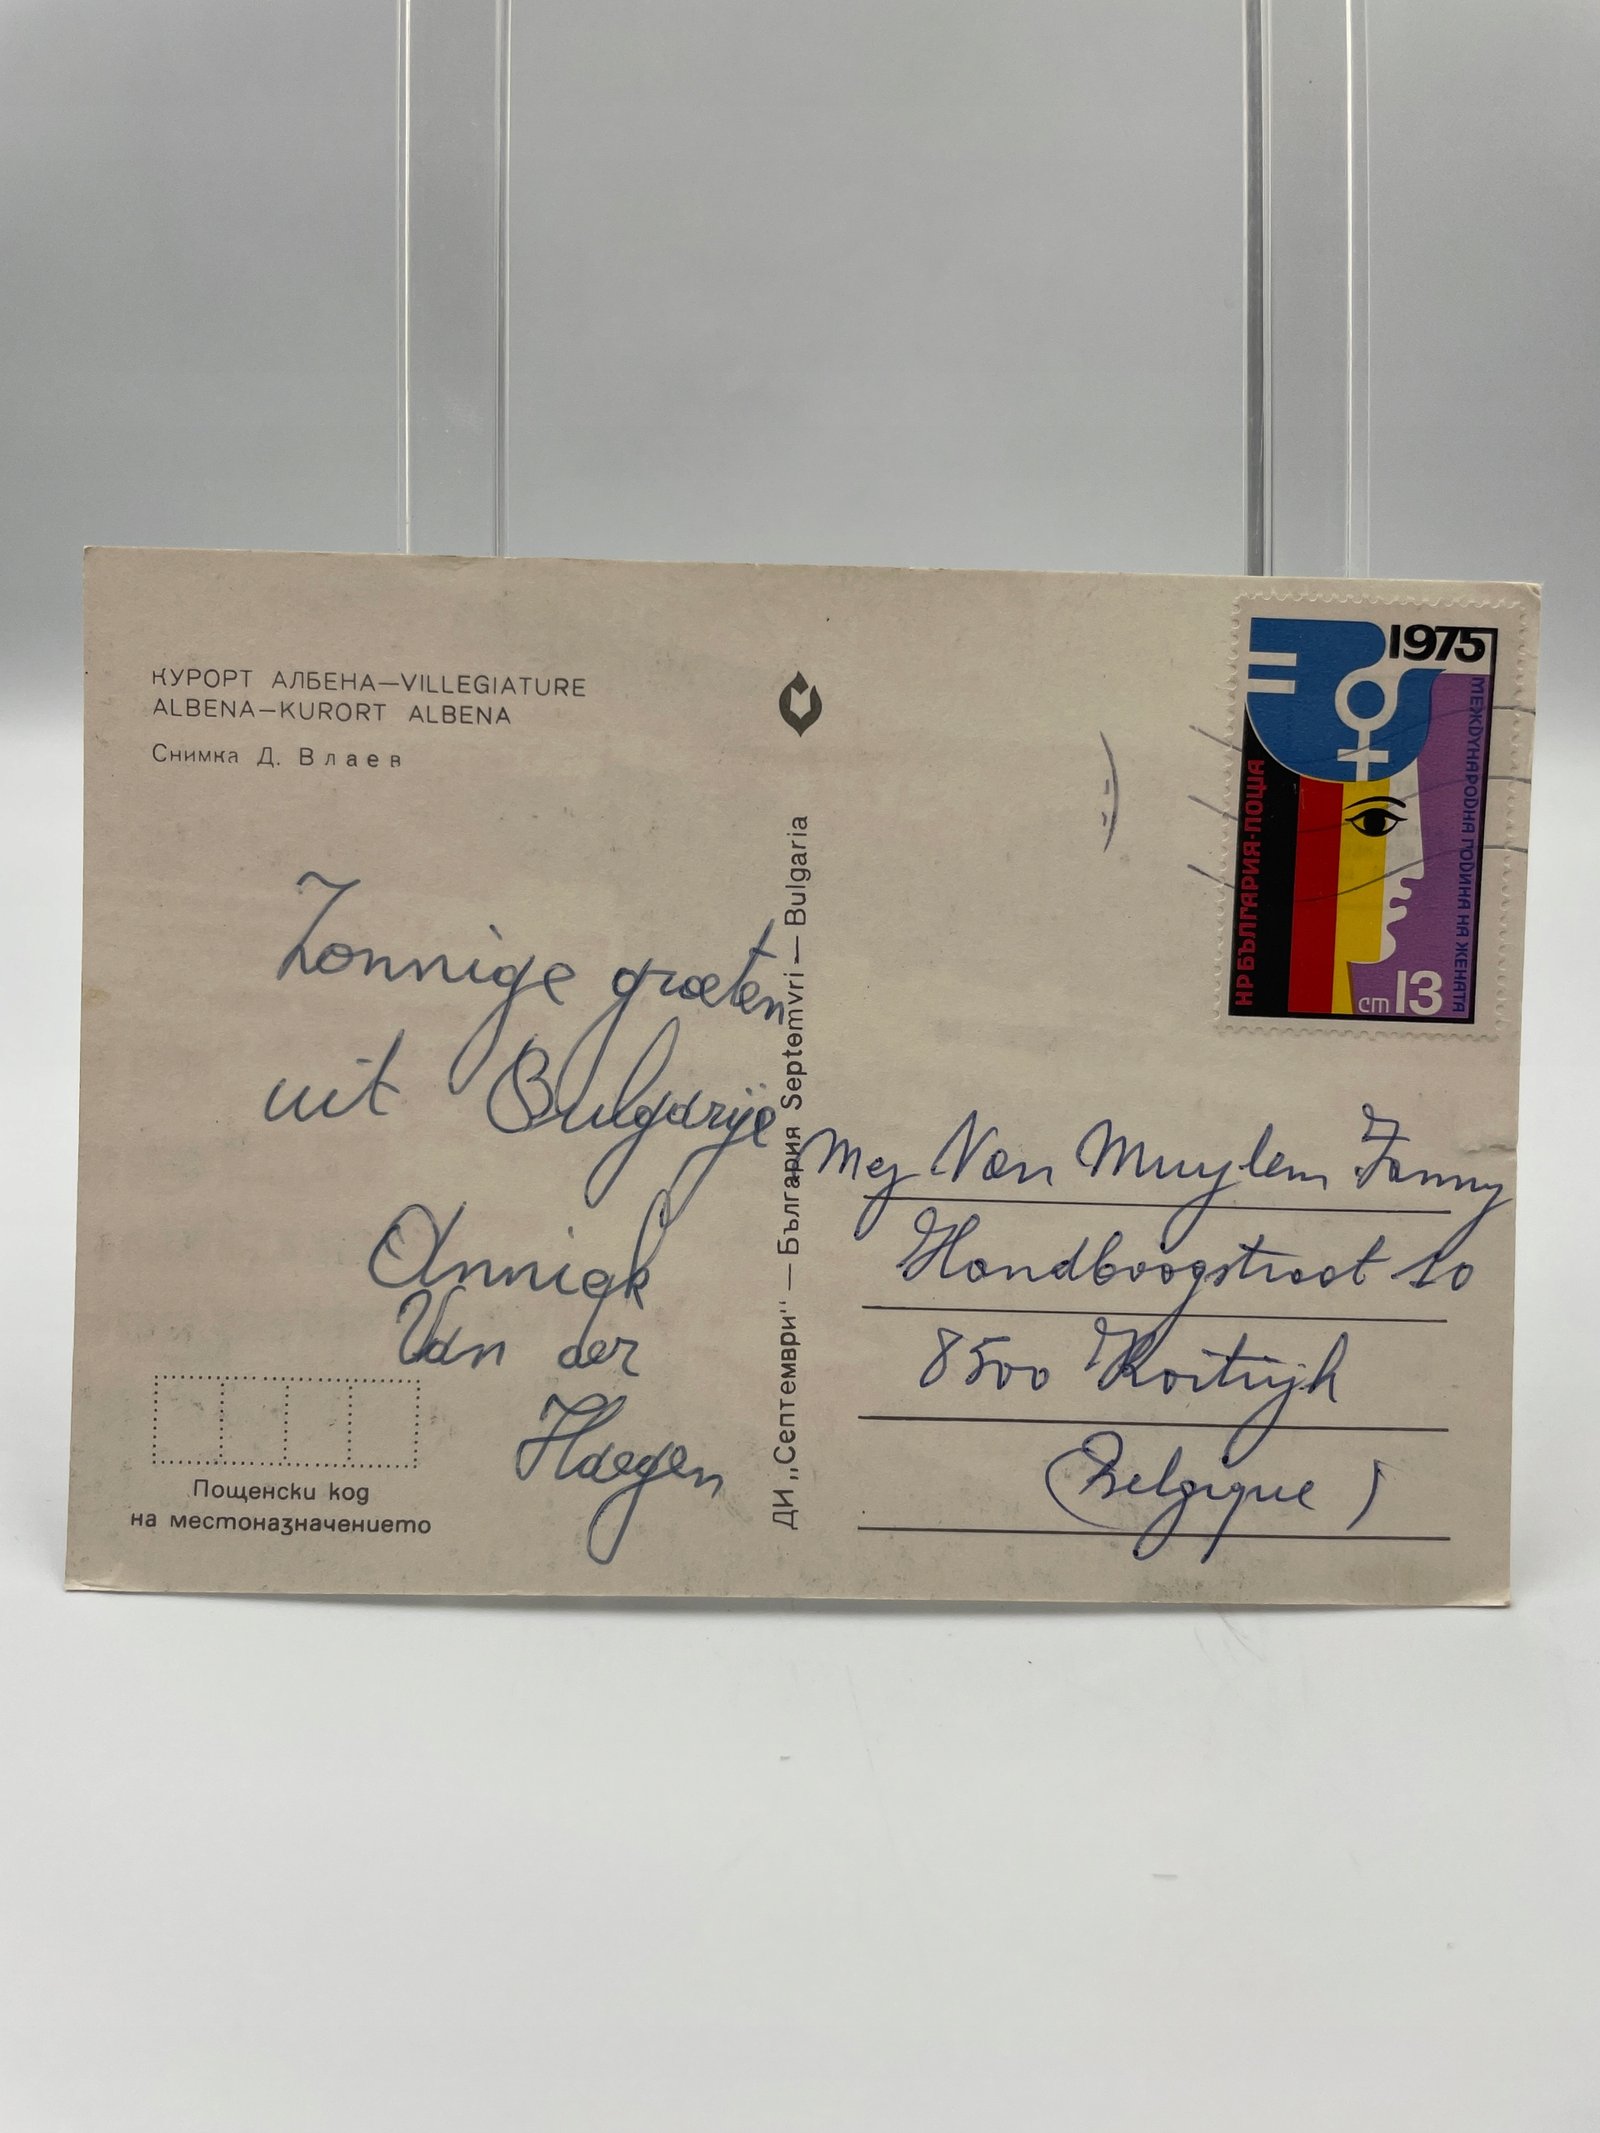 КУРОРТ АЛБЕНА—VILLEGIATURE
ALBENA—KURORT ALBENA
Снимка Д. Влаев
Zonnige groeten
uit Bulgarije
Annick
Van der
Haegen
Пощенски код
на местоназначението
ДИ „Септември" — България Septemvri — Bulgaria
1975
МЕЖДУНАРОДНА ГОДИНА НА ЖЕНАТА
НР БЪЛГАРИЯ·ПОЩА
ст 13
Mej Van Muylem Fanny
Handboogstraat 10
8500 Kortrijk
(Belgique)